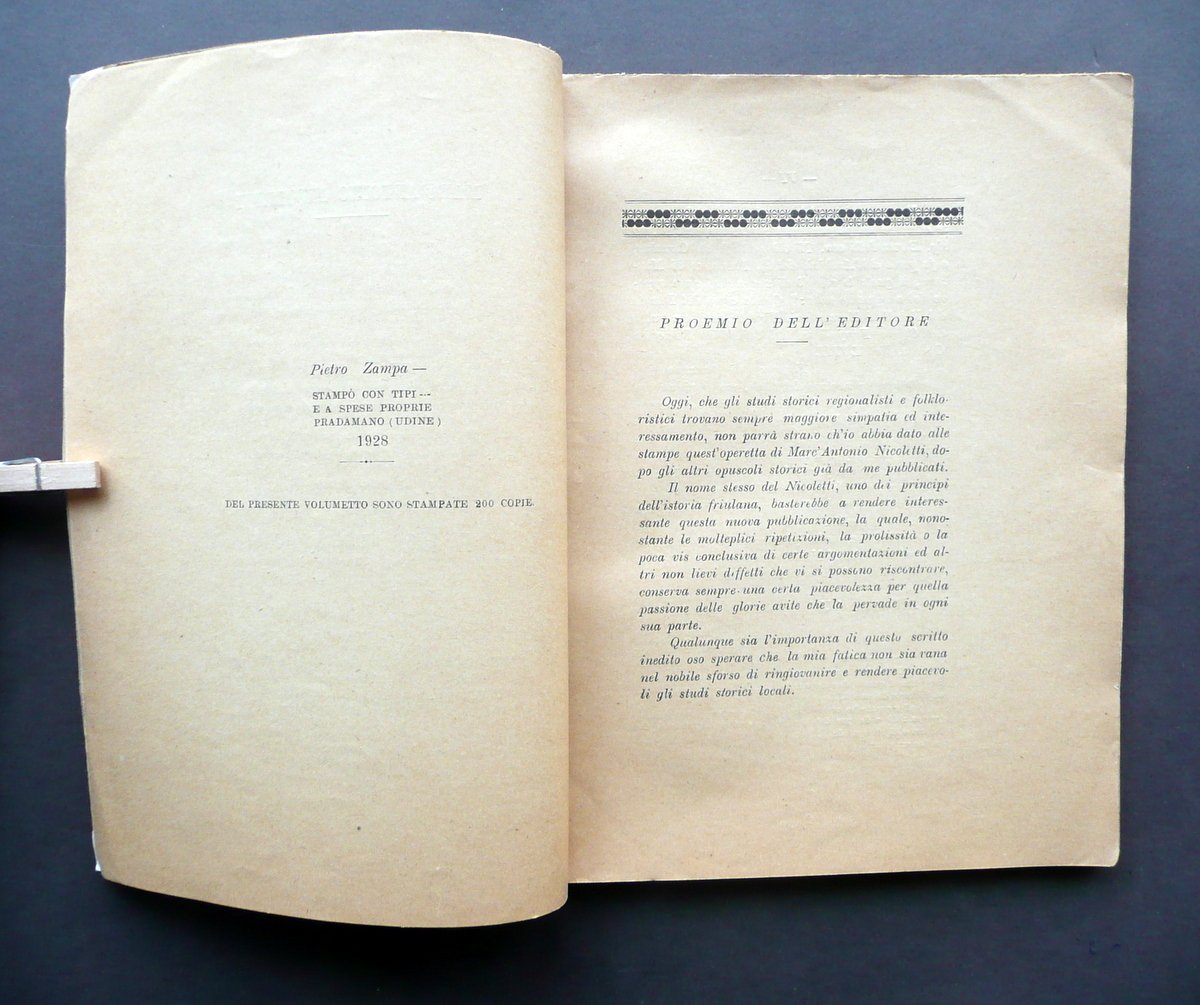 Pietro Zampa —
STAMPÒ CON TIPI —
E A SPESE PROPRIE
PRADAMANO (UDINE)
1928
DEL PRESENTE VOLUMETTO SONO STAMPATE 200 COPIE.
PROEMIO DELL' EDITORE
Oggi, che gli studi storici regionalisti e folklo-
ristici trovano sempre maggiore simpatia ed inte-
ressamento, non parrà strano ch'io abbia dato alle
stampe quest'operetta di Marc'Antonio Nicoletti, do-
po gli altri opuscoli storici già da me pubblicati.
Il nome stesso del Nicoletti, uno dei principi
dell'istoria friulana, basterebbe a rendere interes-
sante questa nuova pubblicazione, la quale, nono-
stante le molteplici ripetizioni, la prolissità o la
poca vis conclusiva di certe argomentazioni ed al-
tri non lievi diffetti che vi si possono riscontrare,
conserva sempre una certa piacevolezza per quella
passione delle glorie avite che la pervade in ogni
sua parte.
Qualunque sia l'importanza di questo scritto
inedito oso sperare che la mia fatica non sia vana
nel nobile sforso di ringiovanire e rendere piacevo-
li gli studi storici locali.